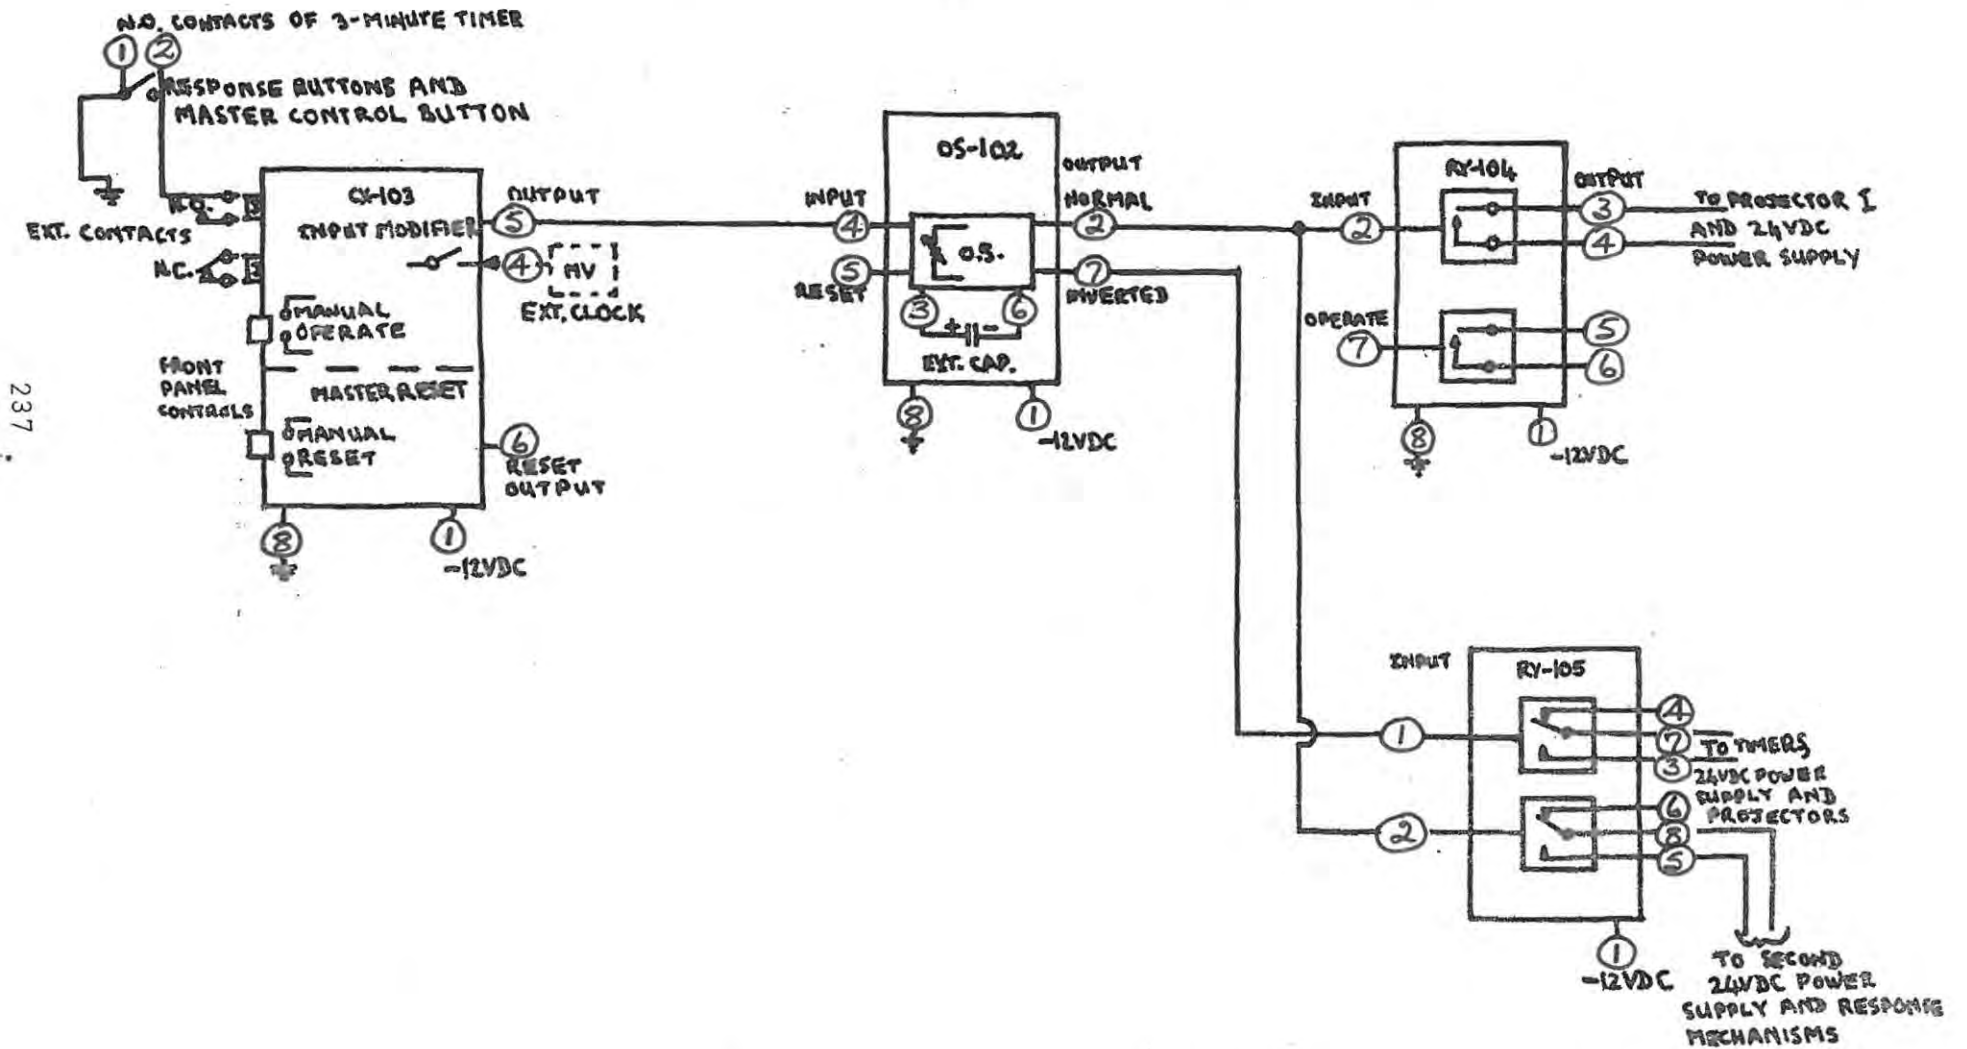 N.O. CONTACTS OF 3-MINUTE TIMER
1 2
RESPONSE BUTTONS AND
MASTER CONTROL BUTTON
N.O.
EXT. CONTACTS
N.C.
CX-103
INPUT MODIFIER
MANUAL
OPERATE
FRONT
PANEL
CONTROLS
MASTER RESET
MANUAL
RESET
5 OUTPUT
4 MV
EXT. CLOCK
6
RESET
OUTPUT
8
1
-12VDC
OS-102
INPUT
4
5
RESET
O.S.
3 6
+ -
EXT. CAP.
OUTPUT
NORMAL
2
7
INVERTED
8
1
-12VDC
RY-104
INPUT
2
OPERATE
7
OUTPUT
3
4
TO PROJECTOR I
AND 24VDC
POWER SUPPLY
5
6
8
1
-12VDC
INPUT
RY-105
1
2
4
7
3
TO TIMERS,
24VDC POWER
SUPPLY AND
PROJECTORS
6
8
5
1
-12VDC
TO SECOND
24VDC POWER
SUPPLY AND RESPONSE
MECHANISMS
237